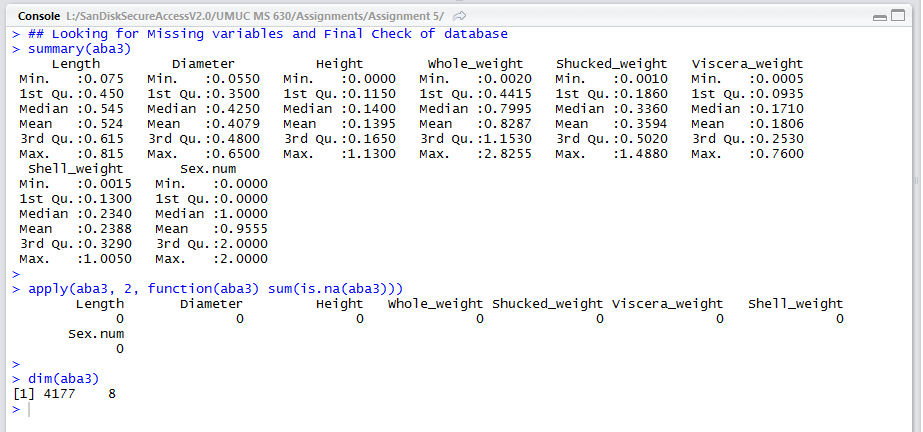 Console L:/SanDiskSecureAccessV2.0/UMUC MS 630/Assignments/Assignment 5/
> ## Looking for Missing variables and Final Check of database
> summary(aba3)
     Length         Diameter          Height        Whole_weight    Shucked_weight   Viscera_weight
 Min.   :0.075   Min.   :0.0550   Min.   :0.0000   Min.   :0.0020   Min.   :0.0010   Min.   :0.0005
 1st Qu.:0.450   1st Qu.:0.3500   1st Qu.:0.1150   1st Qu.:0.4415   1st Qu.:0.1860   1st Qu.:0.0935
 Median :0.545   Median :0.4250   Median :0.1400   Median :0.7995   Median :0.3360   Median :0.1710
 Mean   :0.524   Mean   :0.4079   Mean   :0.1395   Mean   :0.8287   Mean   :0.3594   Mean   :0.1806
 3rd Qu.:0.615   3rd Qu.:0.4800   3rd Qu.:0.1650   3rd Qu.:1.1530   3rd Qu.:0.5020   3rd Qu.:0.2530
 Max.   :0.815   Max.   :0.6500   Max.   :1.1300   Max.   :2.8255   Max.   :1.4880   Max.   :0.7600
  Shell_weight       Sex.num
 Min.   :0.0015   Min.   :0.0000
 1st Qu.:0.1300   1st Qu.:0.0000
 Median :0.2340   Median :1.0000
 Mean   :0.2388   Mean   :0.9555
 3rd Qu.:0.3290   3rd Qu.:2.0000
 Max.   :1.0050   Max.   :2.0000
>
> apply(aba3, 2, function(aba3) sum(is.na(aba3)))
        Length       Diameter         Height   Whole_weight Shucked_weight Viscera_weight   Shell_weight
             0              0              0              0              0              0              0
       Sex.num
             0
>
> dim(aba3)
[1] 4177    8
>